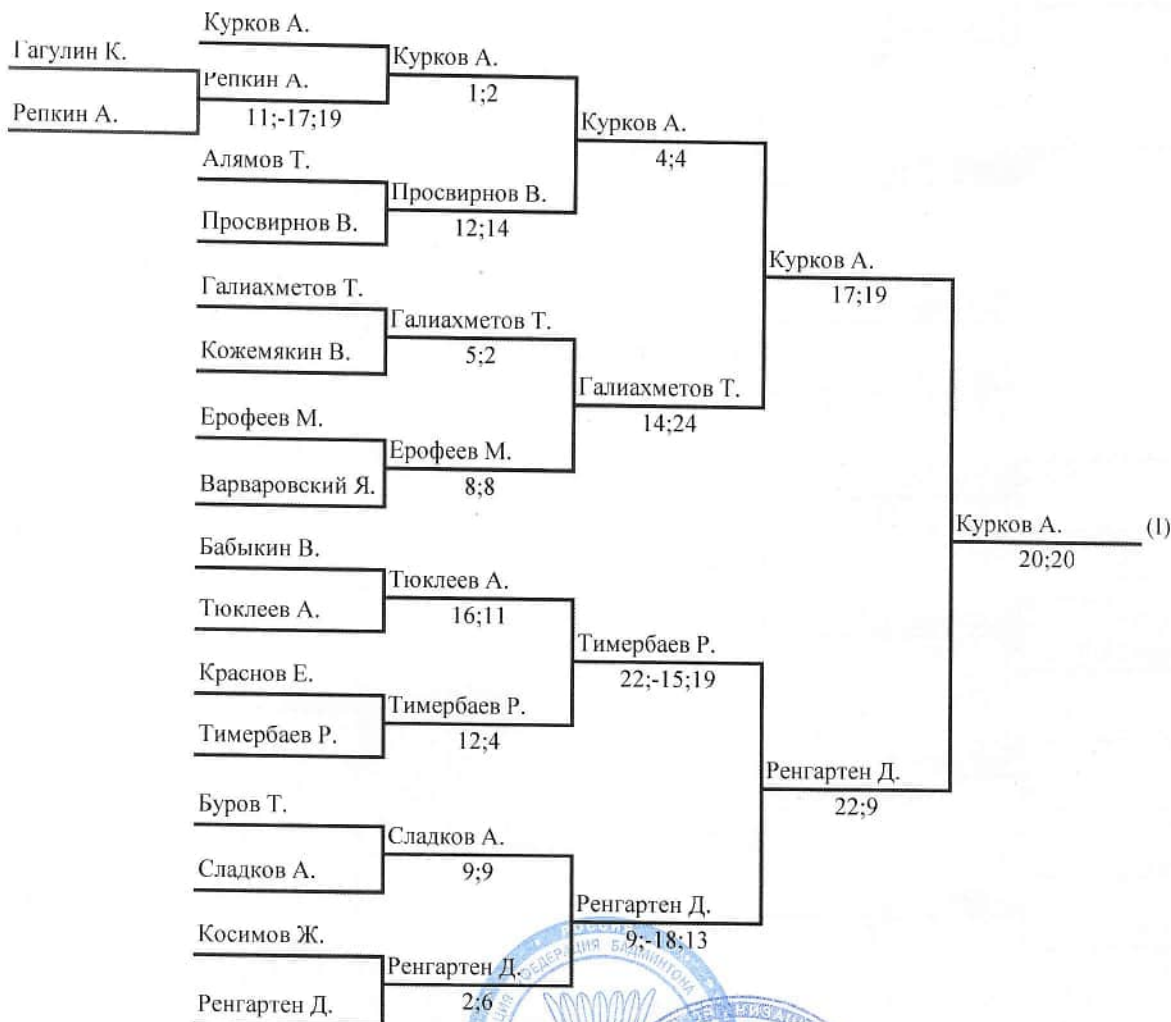 Курков А.
Гагулин К.
Курков А.
Репкин А.
1;2
Репкин А.
11;-17;19
Курков А.
4;4
Алямов Т.
Просвирнов В.
Просвирнов В.
12;14
Курков А.
17;19
Галиахметов Т.
Галиахметов Т.
Кожемякин В.
5;2
Галиахметов Т.
14;24
Ерофеев М.
Ерофеев М.
Варваровский Я.
8;8
Курков А. (I)
20;20
Бабыкин В.
Тюклеев А.
Тюклеев А.
16;11
Тимербаев Р.
22;-15;19
Краснов Е.
Тимербаев Р.
Тимербаев Р.
12;4
Ренгартен Д.
22;9
Буров Т.
Сладков А.
Сладков А.
9;9
Ренгартен Д.
9;-18;13
Косимов Ж.
Ренгартен Д.
Ренгартен Д.
2;6
РОССИЯ
ФЕДЕРАЦИЯ БАДМИНТОНА